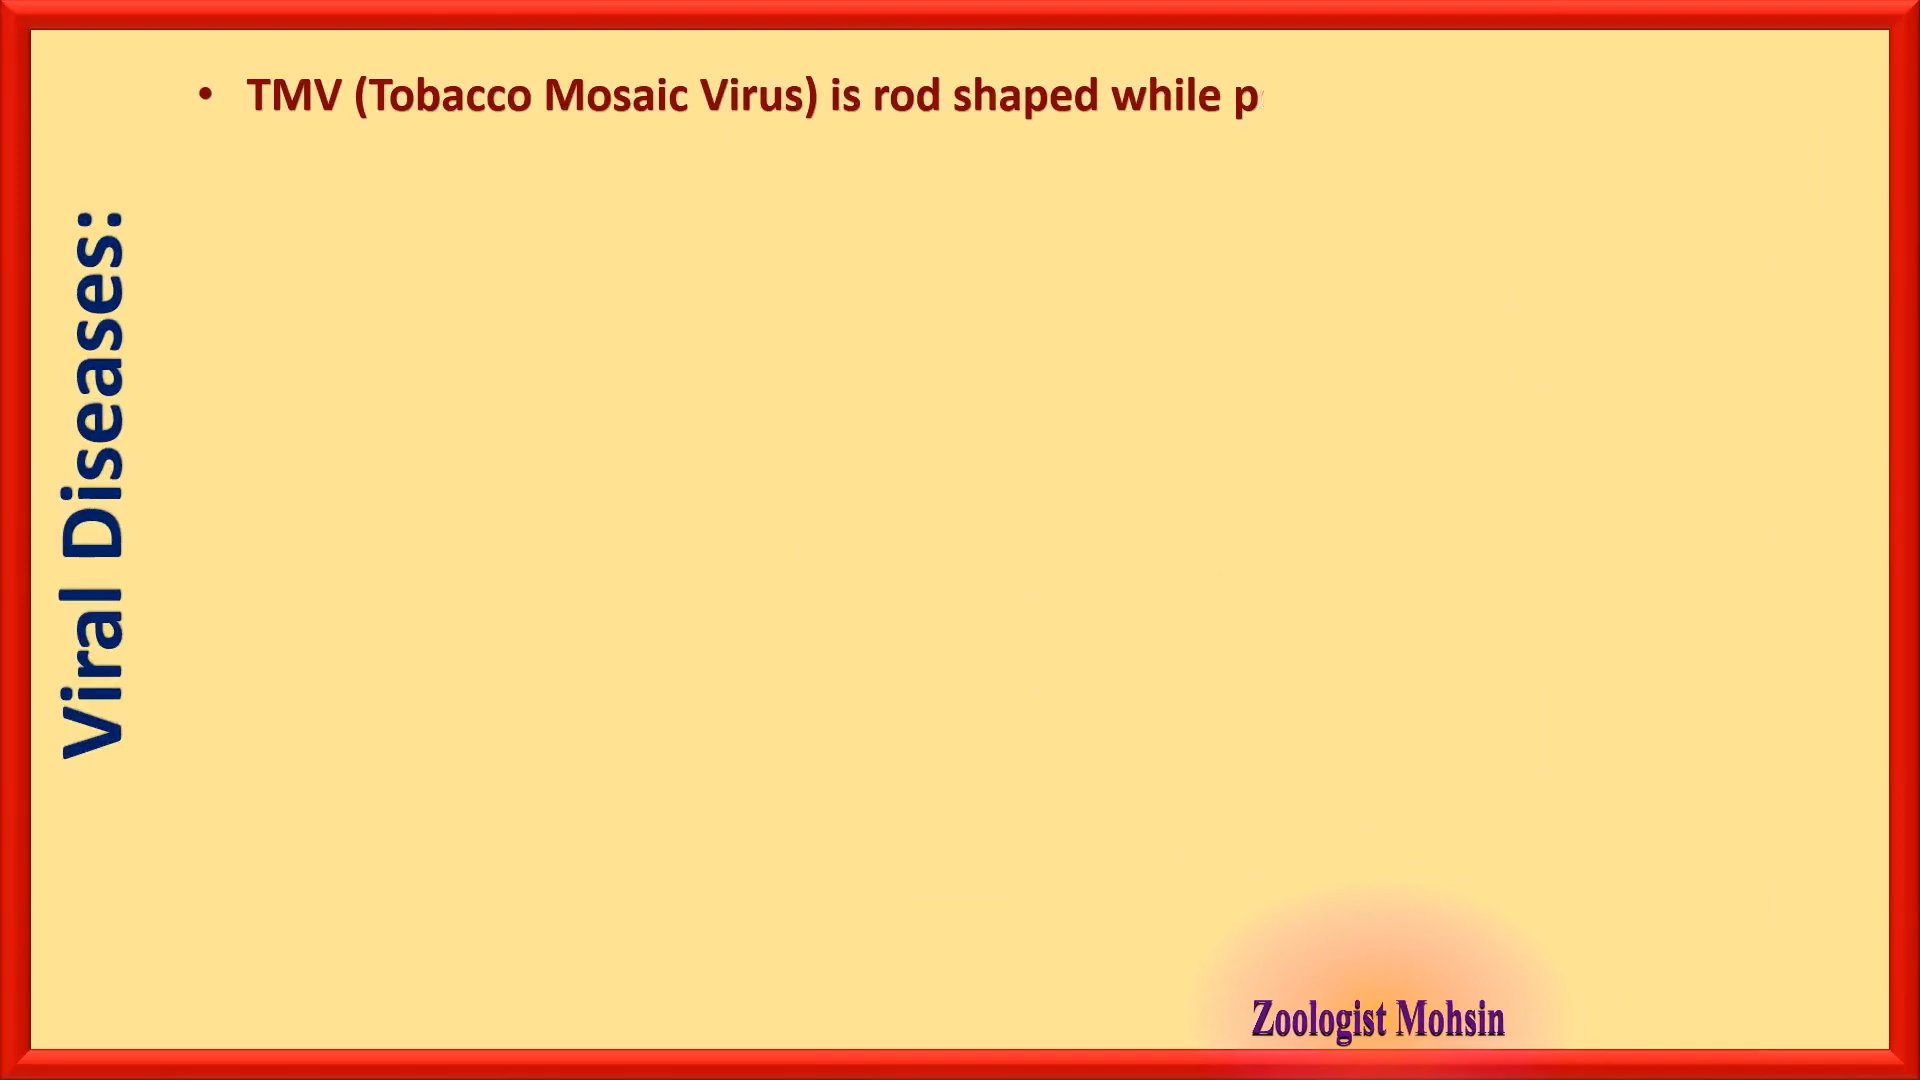 Viral Diseases:
• TMV (Tobacco Mosaic Virus) is rod shaped while p
Zoologist Mohsin